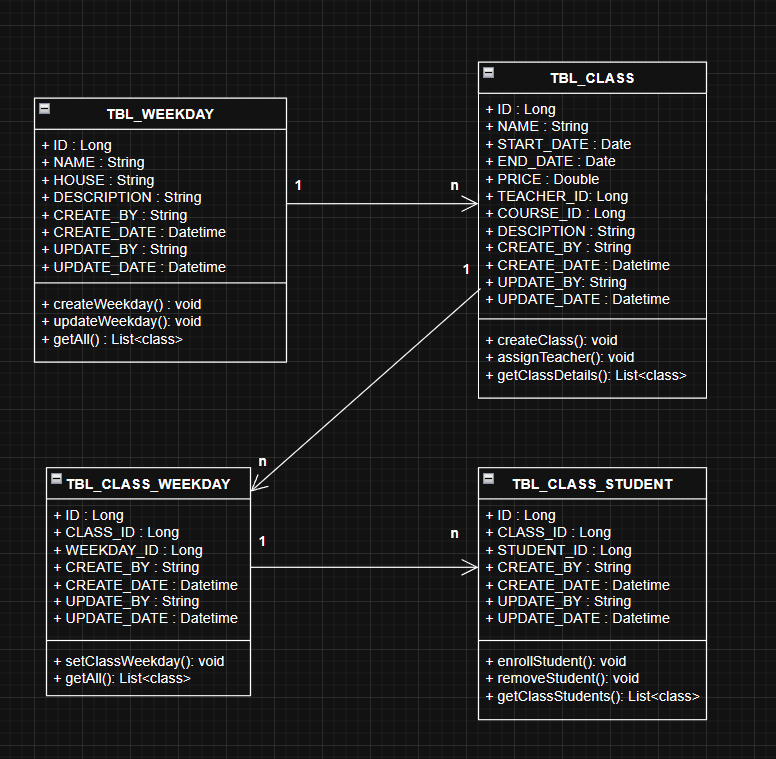 TBL_WEEKDAY
+ ID : Long
+ NAME : String
+ HOUSE : String
+ DESCRIPTION : String
+ CREATE_BY : String
+ CREATE_DATE : Datetime
+ UPDATE_BY : String
+ UPDATE_DATE : Datetime
+ createWeekday() : void
+ updateWeekday(): void
+ getAll() : List<class>
1
n
TBL_CLASS
+ ID : Long
+ NAME : String
+ START_DATE : Date
+ END_DATE : Date
+ PRICE : Double
+ TEACHER_ID: Long
+ COURSE_ID : Long
+ DESCIPTION : String
+ CREATE_BY : String
+ CREATE_DATE : Datetime
+ UPDATE_BY: String
+ UPDATE_DATE : Datetime
+ createClass(): void
+ assignTeacher(): void
+ getClassDetails(): List<class>
1
n
TBL_CLASS_WEEKDAY
+ ID : Long
+ CLASS_ID : Long
+ WEEKDAY_ID : Long
+ CREATE_BY : String
+ CREATE_DATE : Datetime
+ UPDATE_BY : String
+ UPDATE_DATE : Datetime
+ setClassWeekday(): void
+ getAll(): List<class>
1
n
TBL_CLASS_STUDENT
+ ID : Long
+ CLASS_ID : Long
+ STUDENT_ID : Long
+ CREATE_BY : String
+ CREATE_DATE : Datetime
+ UPDATE_BY : String
+ UPDATE_DATE : Datetime
+ enrollStudent(): void
+ removeStudent(): void
+ getClassStudents(): List<class>